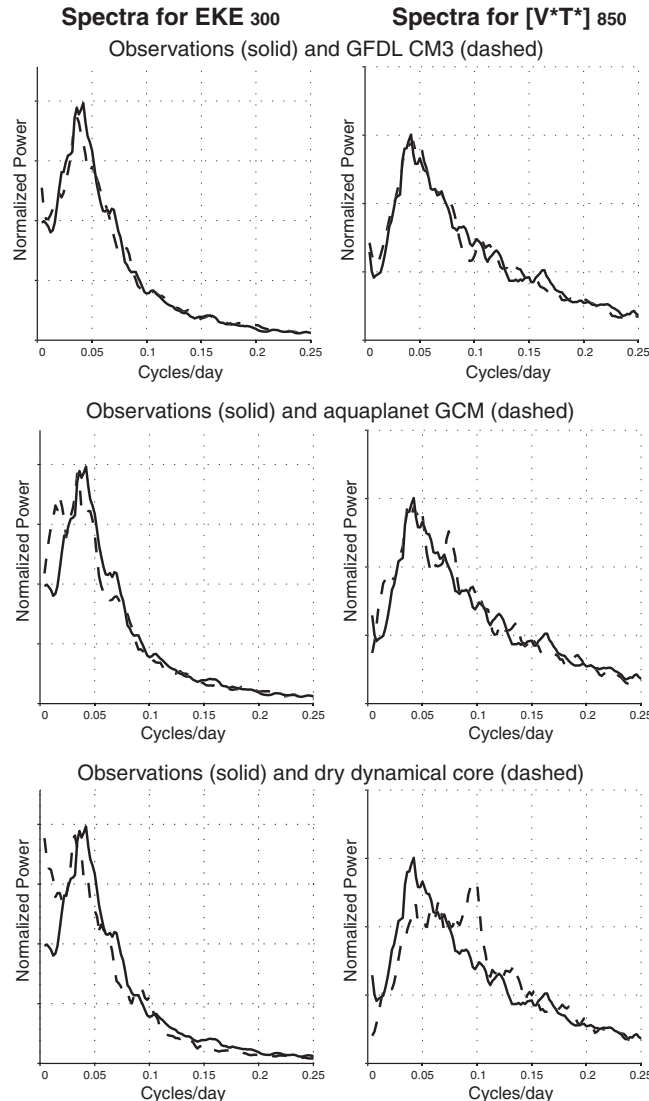 Spectra for EKE 300
Spectra for [V*T*] 850
Observations (solid) and GFDL CM3 (dashed)
Normalized Power
0 0.05 0.1 0.15 0.2 0.25
Cycles/day
Normalized Power
0 0.05 0.1 0.15 0.2 0.25
Cycles/day
Observations (solid) and aquaplanet GCM (dashed)
Normalized Power
0 0.05 0.1 0.15 0.2 0.25
Cycles/day
Normalized Power
0 0.05 0.1 0.15 0.2 0.25
Cycles/day
Observations (solid) and dry dynamical core (dashed)
Normalized Power
0 0.05 0.1 0.15 0.2 0.25
Cycles/day
Normalized Power
0 0.05 0.1 0.15 0.2 0.25
Cycles/day